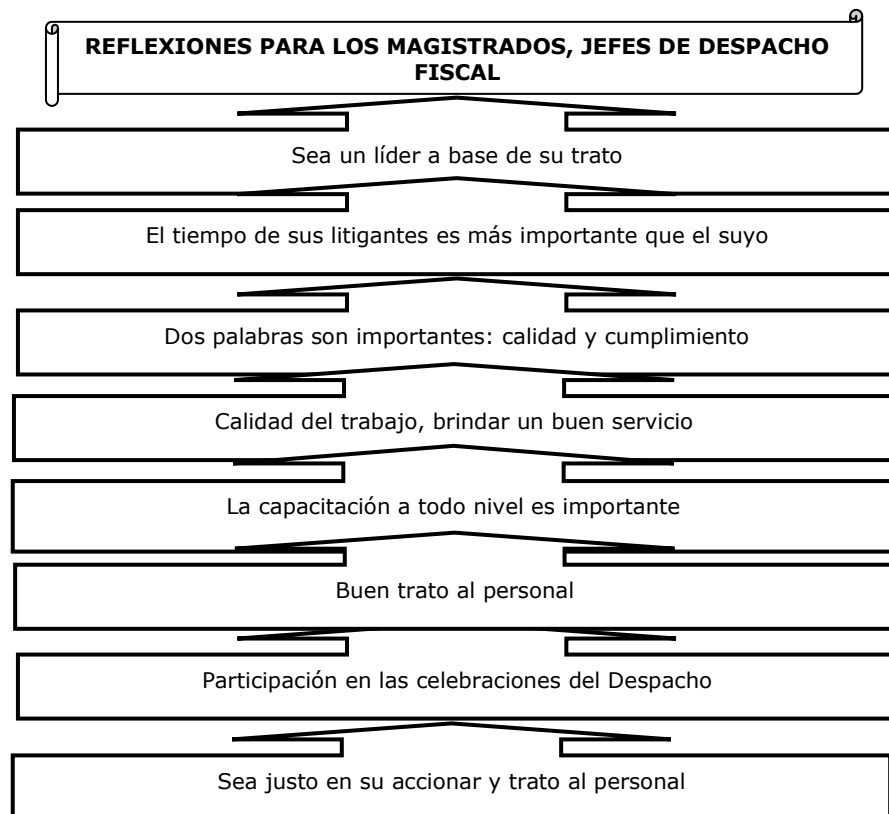 REFLEXIONES PARA LOS MAGISTRADOS, JEFES DE DESPACHO
FISCAL
Sea un líder a base de su trato
El tiempo de sus litigantes es más importante que el suyo
Dos palabras son importantes: calidad y cumplimiento
Calidad del trabajo, brindar un buen servicio
La capacitación a todo nivel es importante
Buen trato al personal
Participación en las celebraciones del Despacho
Sea justo en su accionar y trato al personal